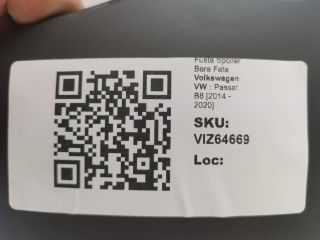 Fusta Spoiler
Bara Fata
Volkswagen
VW : Passat
B8 [2014 -
2020]
SKU:
VIZ64669
Loc: